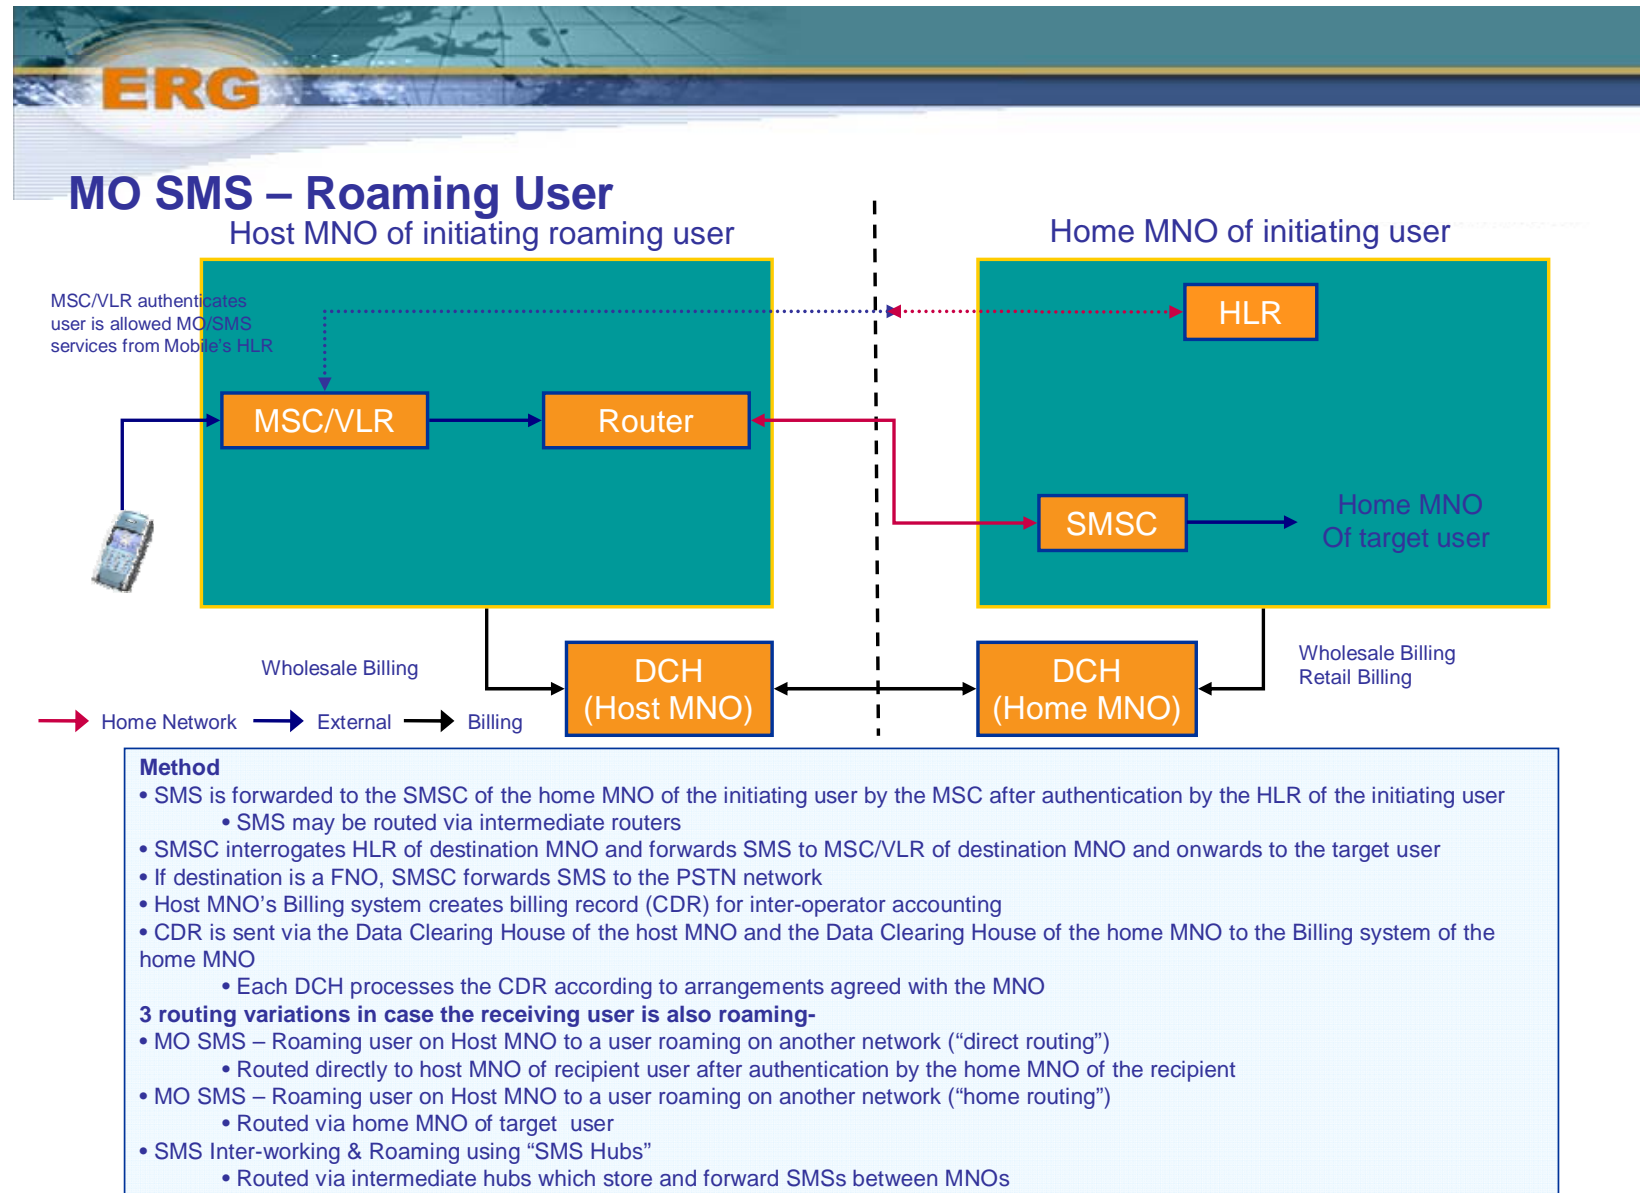 ERG
MO SMS – Roaming User
Host MNO of initiating roaming user
Home MNO of initiating user
MSC/VLR authenticates
user is allowed MO/SMS
services from Mobile's HLR
HLR
MSC/VLR
Router
SMSC
Home MNO
Of target user
Wholesale Billing
DCH
(Host MNO)
DCH
(Home MNO)
Wholesale Billing
Retail Billing
Home Network
External
Billing
Method
• SMS is forwarded to the SMSC of the home MNO of the initiating user by the MSC after authentication by the HLR of the initiating user
• SMS may be routed via intermediate routers
• SMSC interrogates HLR of destination MNO and forwards SMS to MSC/VLR of destination MNO and onwards to the target user
• If destination is a FNO, SMSC forwards SMS to the PSTN network
• Host MNO's Billing system creates billing record (CDR) for inter-operator accounting
• CDR is sent via the Data Clearing House of the host MNO and the Data Clearing House of the home MNO to the Billing system of the
home MNO
• Each DCH processes the CDR according to arrangements agreed with the MNO
3 routing variations in case the receiving user is also roaming-
• MO SMS – Roaming user on Host MNO to a user roaming on another network (“direct routing”)
• Routed directly to host MNO of recipient user after authentication by the home MNO of the recipient
• MO SMS – Roaming user on Host MNO to a user roaming on another network (“home routing”)
• Routed via home MNO of target user
• SMS Inter-working & Roaming using “SMS Hubs”
• Routed via intermediate hubs which store and forward SMSs between MNOs